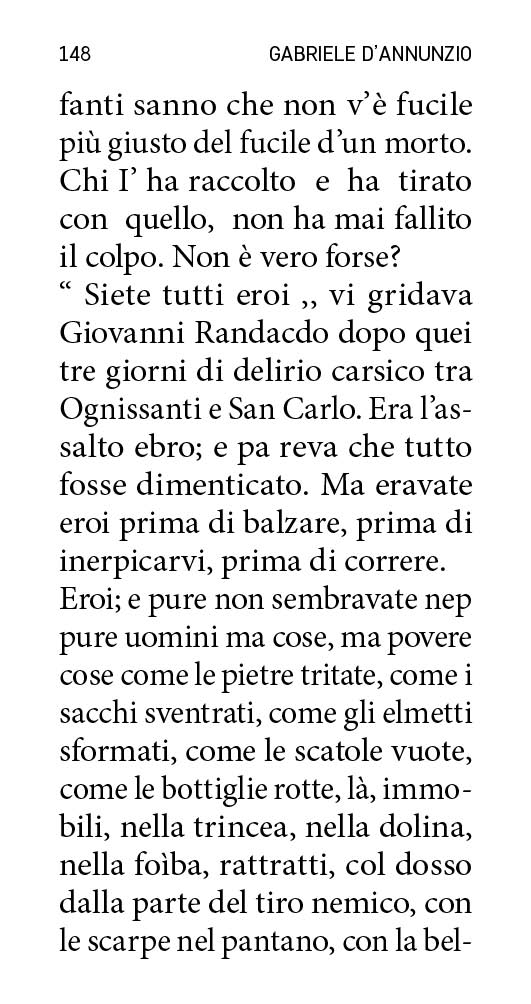 148 GABRIELE D’ANNUNZIO
fanti sanno che non v’è fucile
più giusto del fucile d’un morto.
Chi I’ ha raccolto e ha tirato
con quello, non ha mai fallito
il colpo. Non è vero forse?
“ Siete tutti eroi ,, vi gridava
Giovanni Randacdo dopo quei
tre giorni di delirio carsico tra
Ognissanti e San Carlo. Era l’as-
salto ebro; e pa reva che tutto
fosse dimenticato. Ma eravate
eroi prima di balzare, prima di
inerpicarvi, prima di correre.
Eroi; e pure non sembravate nep
pure uomini ma cose, ma povere
cose come le pietre tritate, come i
sacchi sventrati, come gli elmetti
sformati, come le scatole vuote,
come le bottiglie rotte, là, immo-
bili, nella trincea, nella dolina,
nella foìba, rattratti, col dosso
dalla parte del tiro nemico, con
le scarpe nel pantano, con la bel-